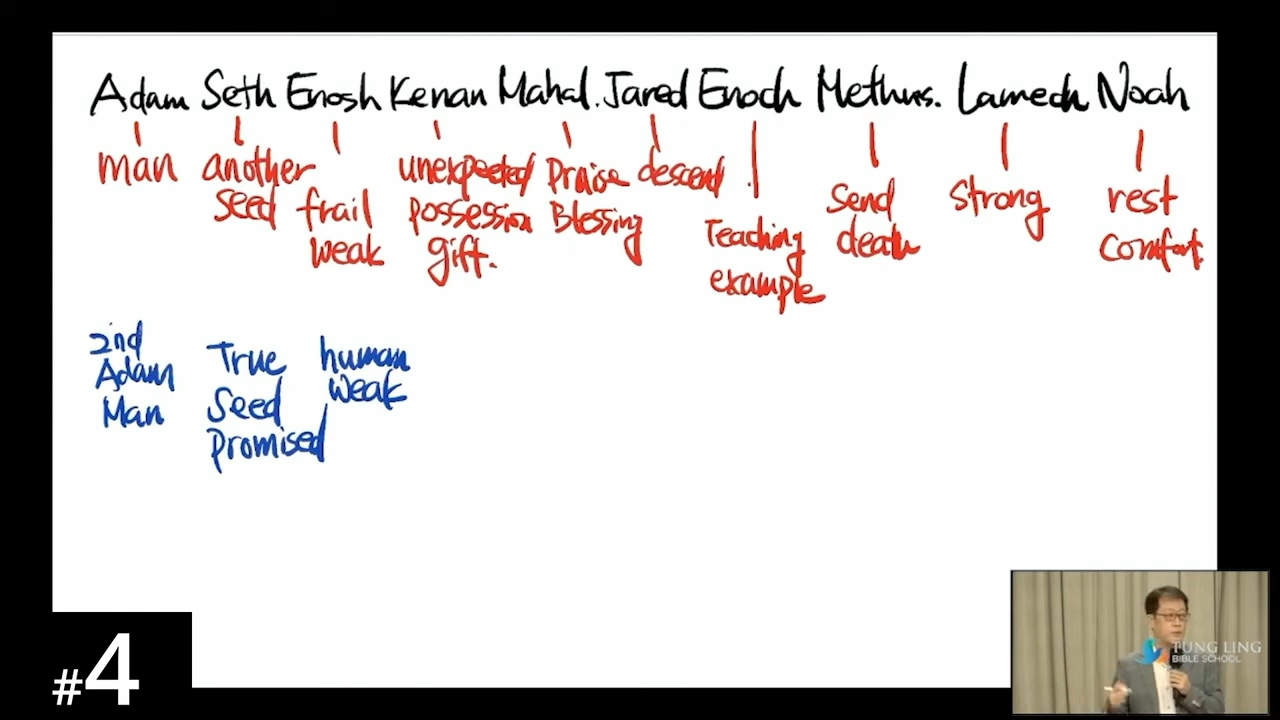 Adam Seth Enosh Kenan Mahal. Jared Enoch Methus. Lamech Noah
man
another
seed
frail
weak
unexpected
possession
gift.
Praise
Blessing
descend
Teaching
example
Send
death
strong
rest
comfort
2nd
Adam
Man
True
Seed
Promised
human
weak
#4
TUNG LING
BIBLE SCHOOL